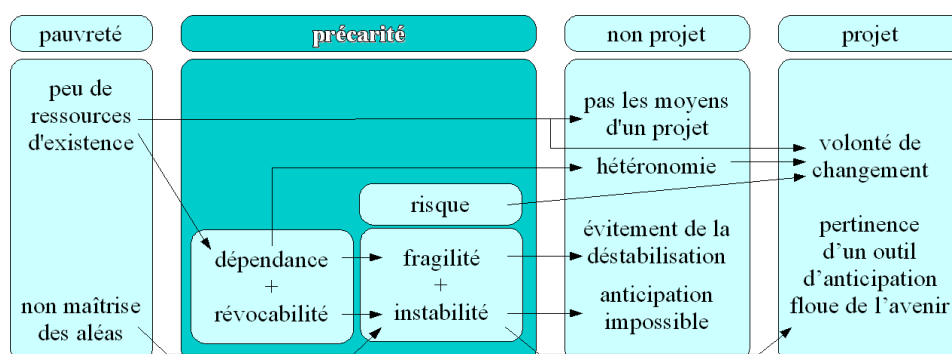 pauvreté
précarité
non projet
projet
peu de
ressources
d'existence
non maîtrise
des aléas
dépendance
+
révocabilité
risque
fragilité
+
instabilité
pas les moyens
d'un projet
hétéronomie
évitement de la
déstabilisation
anticipation
impossible
volonté de
changement
pertinence
d’un outil
d’anticipation
floue de l’avenir